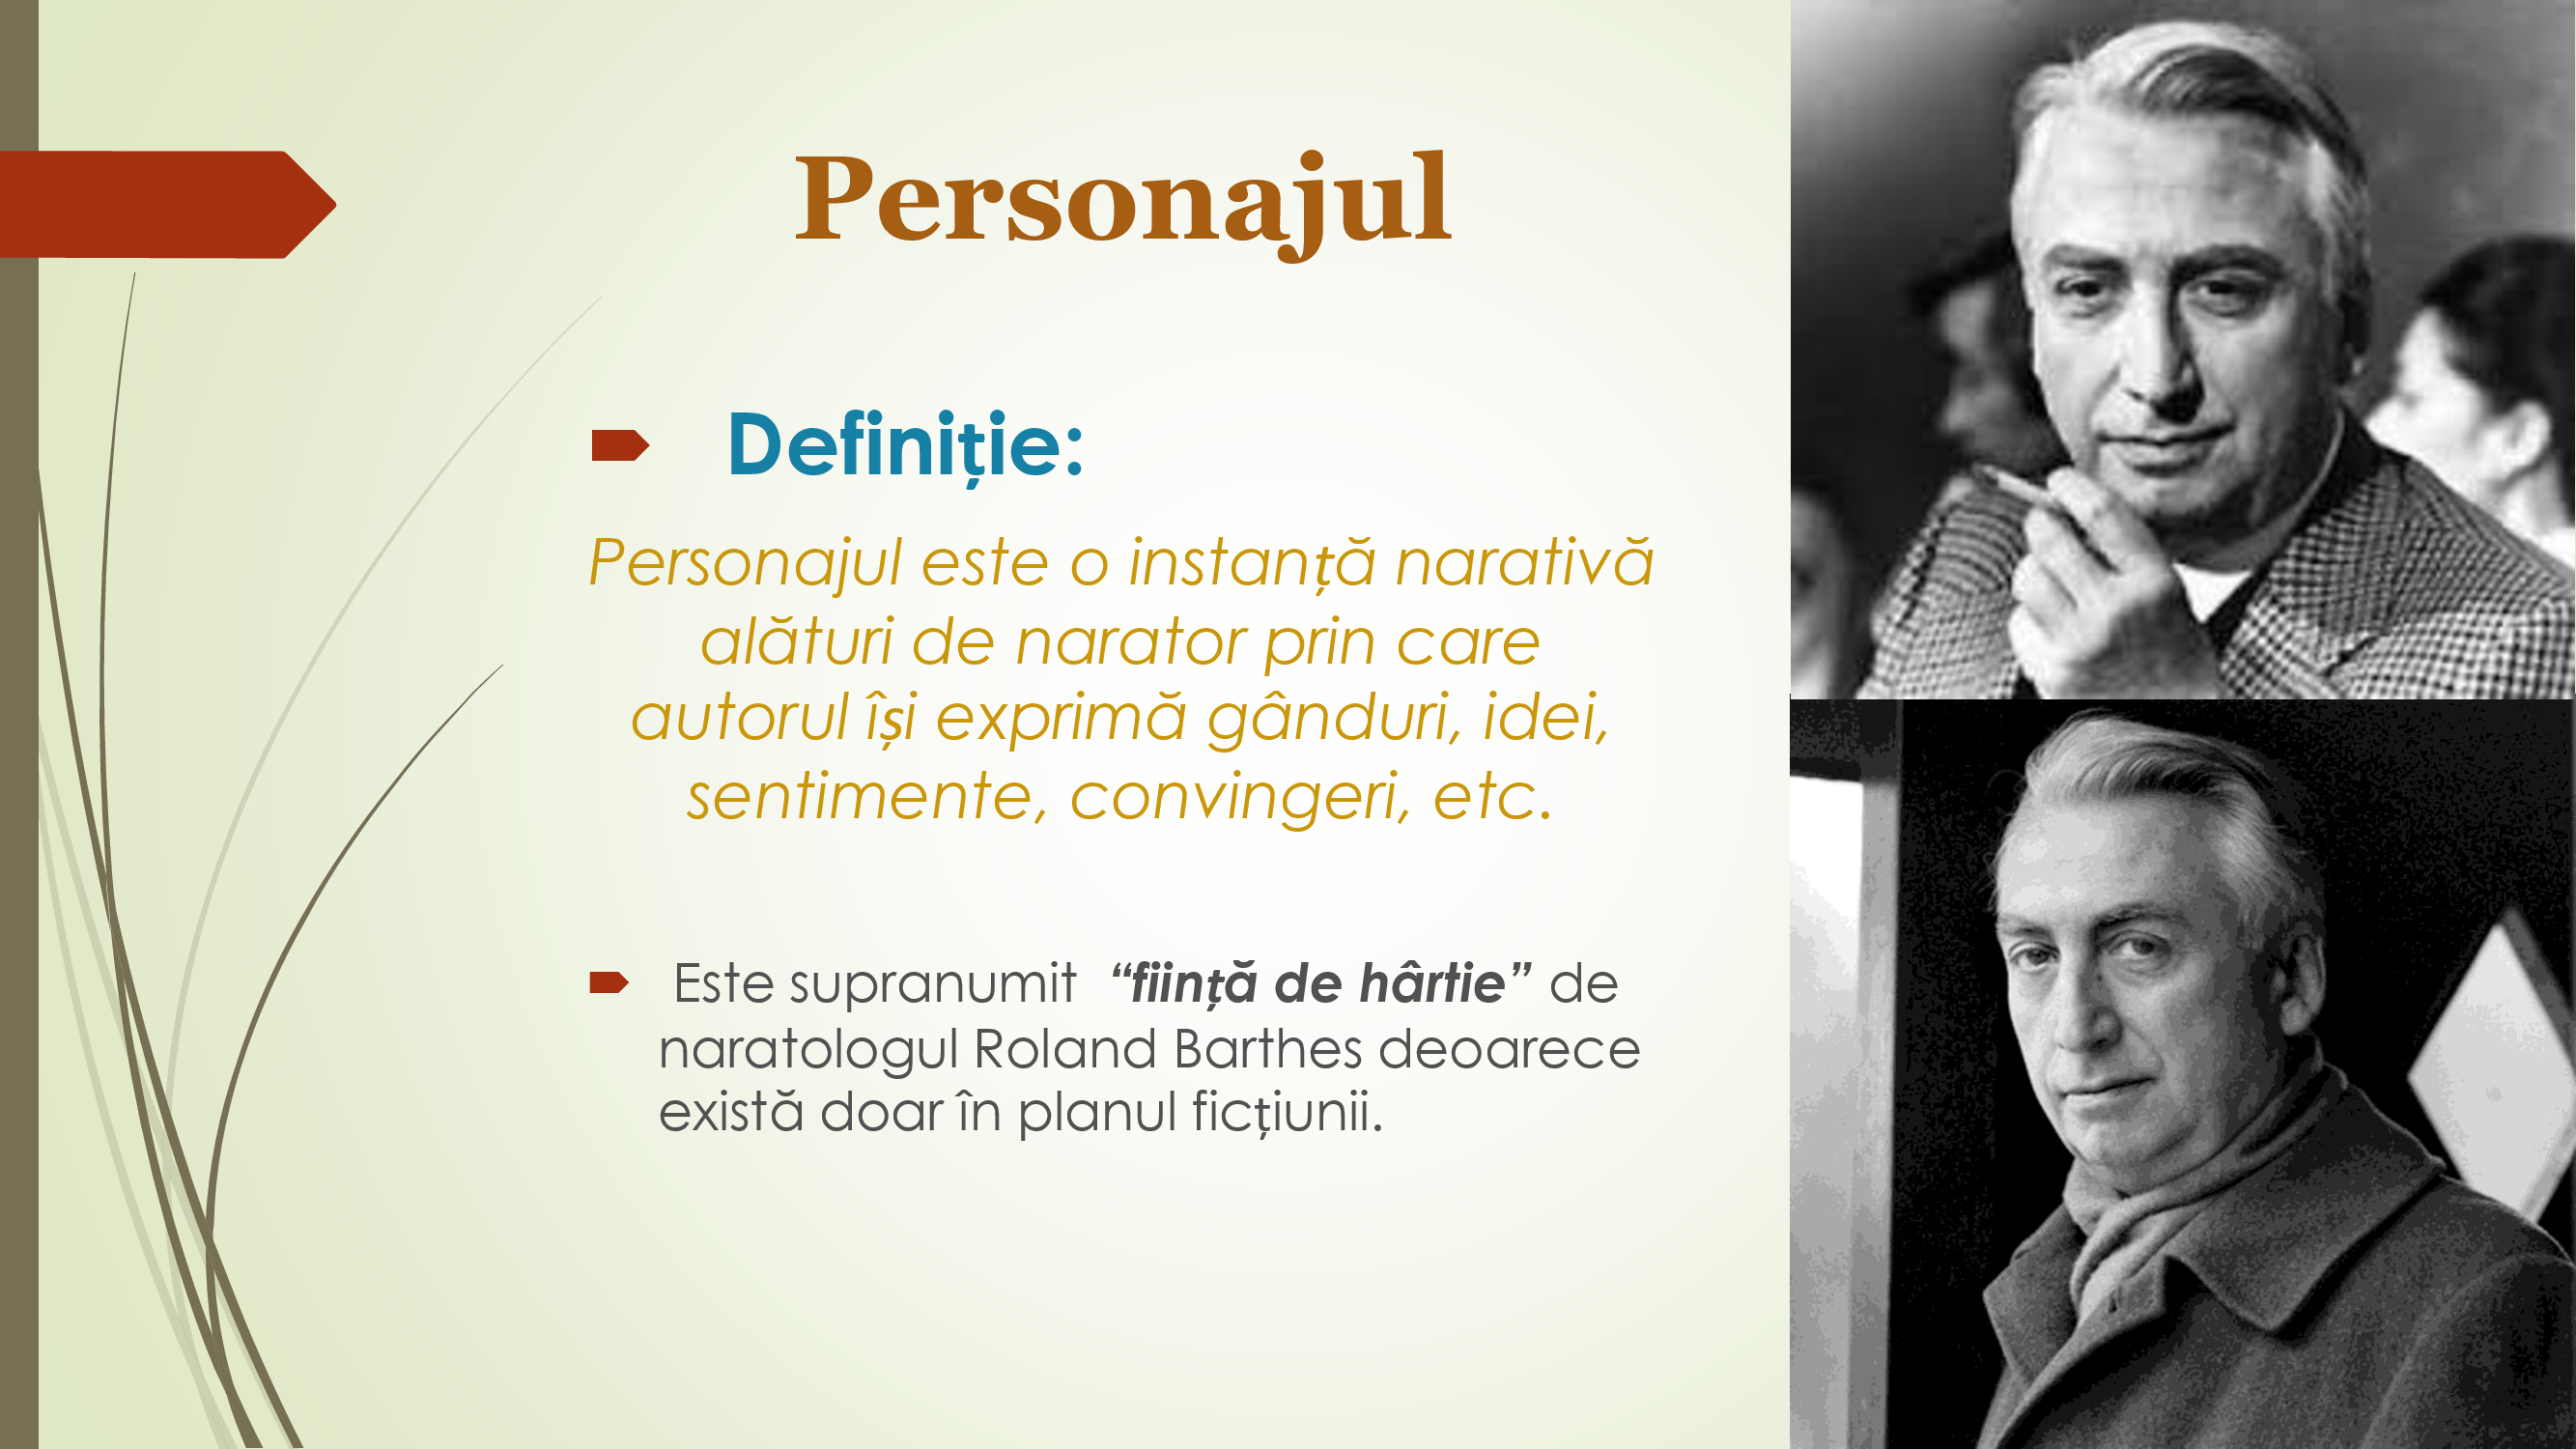 Personajul
Definiție:
Personajul este o instanță narativă
alături de narator prin care
autorul își exprimă gânduri, idei,
sentimente, convingeri, etc.
Este supranumit “ființă de hârtie” de
naratologul Roland Barthes deoarece
există doar în planul ficțiunii.